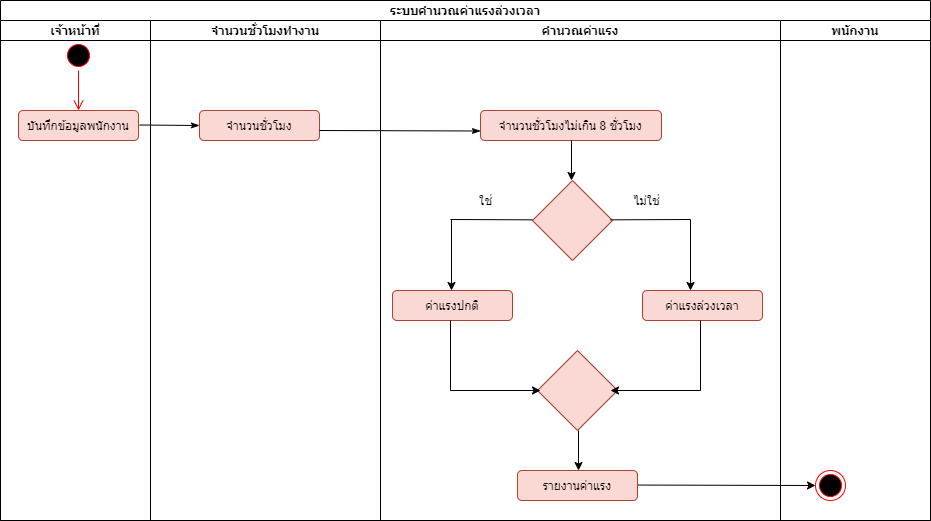 ระบบคำนวณค่าแรงล่วงเวลา
เจ้าหน้าที่
จำนวนชั่วโมงทำงาน
คำนวณค่าแรง
พนักงาน
บันทึกข้อมูลพนักงาน
จำนวนชั่วโมง
จำนวนชั่วโมงไม่เกิน 8 ชั่วโมง
ใช่
ไม่ใช่
ค่าแรงปกติ
ค่าแรงล่วงเวลา
รายงานค่าแรง